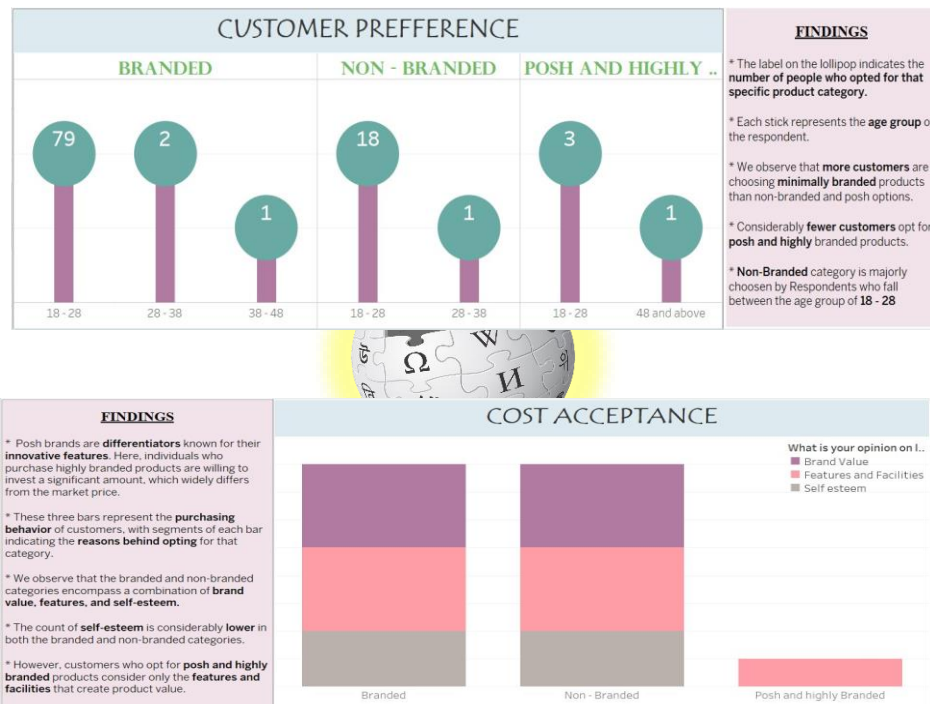 CUSTOMER PREFFERENCE
BRANDED
NON - BRANDED
POSH AND HIGHLY ..
79
2
1
18
1
3
1
18 - 28
28 - 38
38 - 48
18 - 28
28 - 38
18 - 28
48 and above
FINDINGS
* The label on the lollipop indicates the
number of people who opted for that
specific product category.
* Each stick represents the age group o
the respondent.
* We observe that more customers are
choosing minimally branded products
than non-branded and posh options.
* Considerably fewer customers opt for
posh and highly branded products.
* Non-Branded category is majorly
choosen by Respondents who fall
between the age group of 18 - 28
Ω
W
И
FINDINGS
* Posh brands are differentiators known for their
innovative features. Here, individuals who
purchase highly branded products are willing to
invest a significant amount, which widely differs
from the market price.
* These three bars represent the purchasing
behavior of customers, with segments of each bar
indicating the reasons behind opting for that
category.
* We observe that the branded and non-branded
categories encompass a combination of brand
value, features, and self-esteem.
* The count of self-esteem is considerably lower in
both the branded and non-branded categories.
* However, customers who opt for posh and highly
branded products consider only the features and
facilities that create product value.
COST ACCEPTANCE
What is your opinion on l..
Brand Value
Features and Facilities
Self esteem
Branded
Non - Branded
Posh and highly Branded